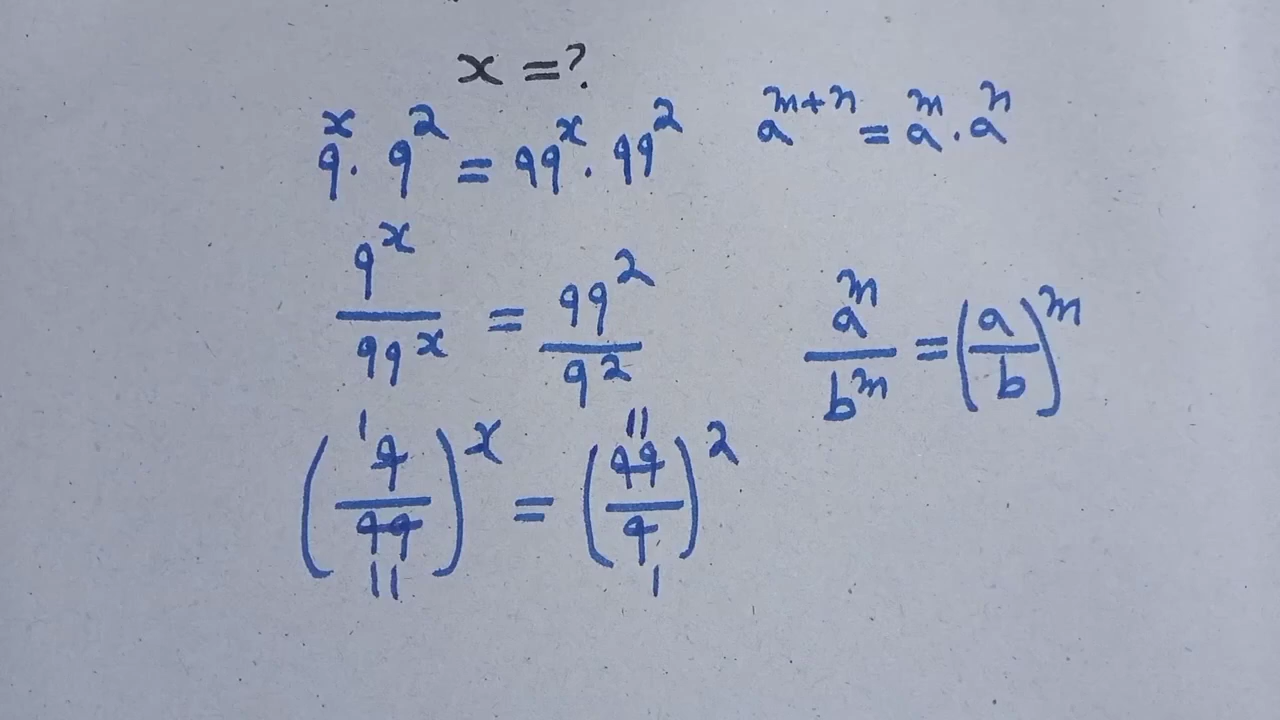 x = ?
9^x · 9^2 = 99^x · 99^2    a^(m+n) = a^m · a^n
9^x / 99^x = 99^2 / 9^2    a^m / b^m = (a/b)^m
1    11
(9/99)^x = (99/9)^2
11    1